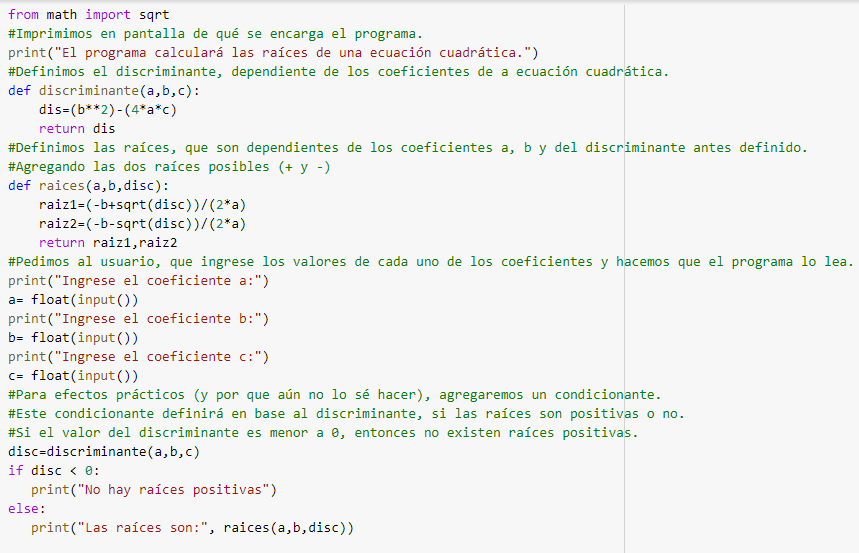 from math import sqrt
#Imprimimos en pantalla de qué se encarga el programa.
print("El programa calculará las raíces de una ecuación cuadrática.")
#Definimos el discriminante, dependiente de los coeficientes de a ecuación cuadrática.
def discriminante(a,b,c):
    dis=(b**2)-(4*a*c)
    return dis
#Definimos las raíces, que son dependientes de los coeficientes a, b y del discriminante antes definido.
#Agregando las dos raíces posibles (+ y -)
def raices(a,b,disc):
    raiz1=(-b+sqrt(disc))/(2*a)
    raiz2=(-b-sqrt(disc))/(2*a)
    return raiz1,raiz2
#Pedimos al usuario, que ingrese los valores de cada uno de los coeficientes y hacemos que el programa lo lea.
print("Ingrese el coeficiente a:")
a= float(input())
print("Ingrese el coeficiente b:")
b= float(input())
print("Ingrese el coeficiente c:")
c= float(input())
#Para efectos prácticos (y por que aún no lo sé hacer), agregaremos un condicionante.
#Este condicionante definirá en base al discriminante, si las raíces son positivas o no.
#Si el valor del discriminante es menor a 0, entonces no existen raíces positivas.
disc=discriminante(a,b,c)
if disc < 0:
   print("No hay raíces positivas")
else:
   print("Las raíces son:", raices(a,b,disc))